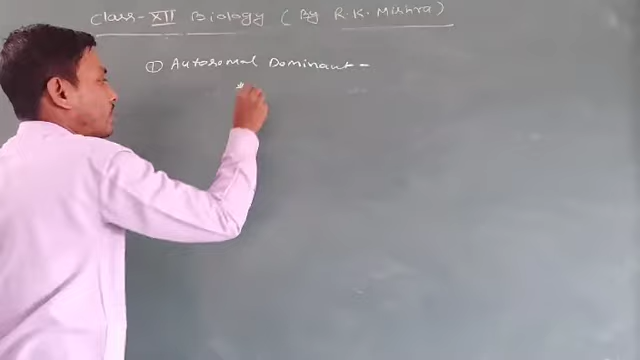 Class-XII Biology (By R.K. Mishra)
① Autosomal Dominant -
*